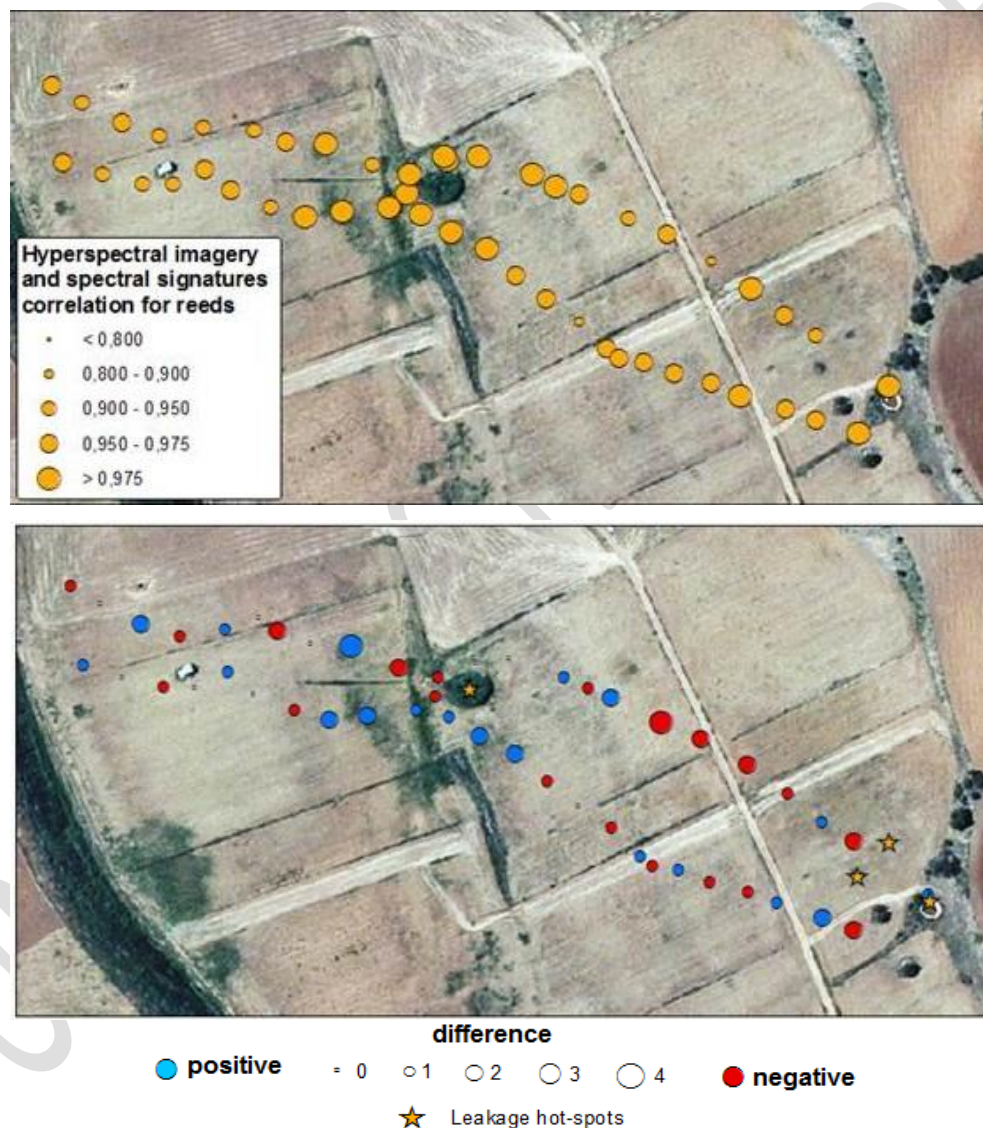 Hyperspectral imagery
and spectral signatures
correlation for reeds
< 0,800
0,800 - 0,900
0,900 - 0,950
0,950 - 0,975
> 0,975
difference
positive 0 1 2 3 4 negative
Leakage hot-spots